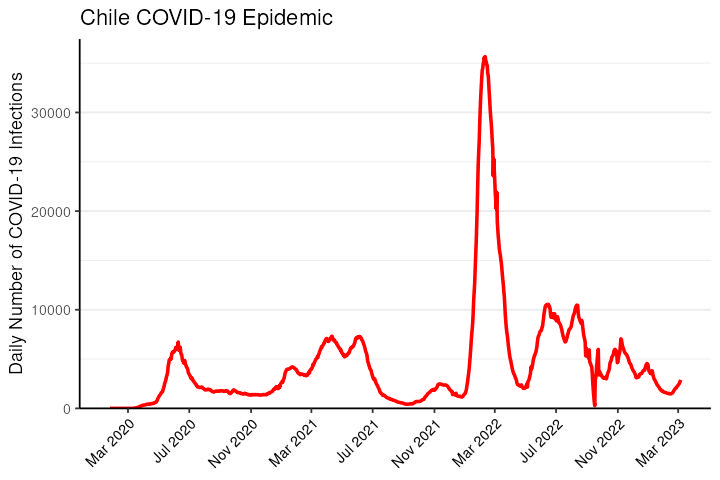 Chile COVID-19 Epidemic
Daily Number of COVID-19 Infections
30000
20000
10000
0
Mar 2020
Jul 2020
Nov 2020
Mar 2021
Jul 2021
Nov 2021
Mar 2022
Jul 2022
Nov 2022
Mar 2023